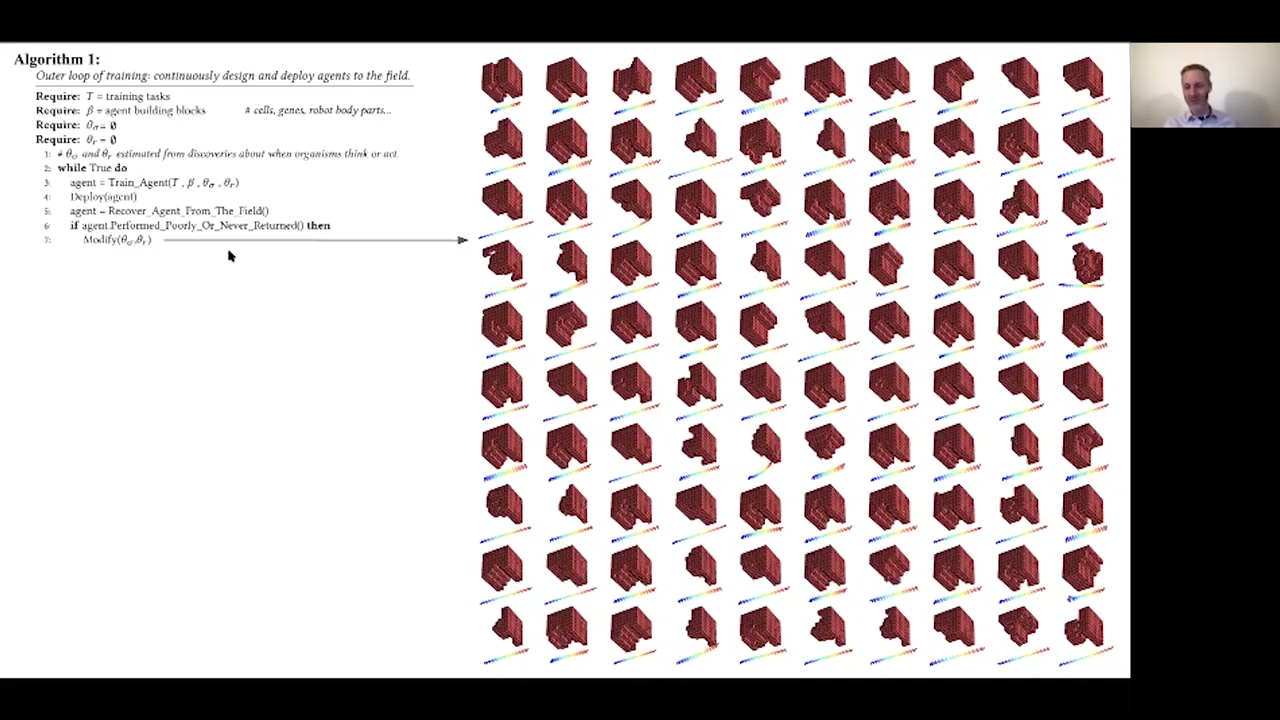 Algorithm 1:
Outer loop of training: continuously design and deploy agents to the field.
Require: T = training tasks
Require: β = agent building blocks # cells, genes, robot body parts...
Require: θσ = ∅
Require: θr = ∅
1: # θσ and θr estimated from discoveries about when organisms think or act.
2: while True do
3: agent = Train_Agent(T , β , θσ , θr)
4: Deploy(agent)
5: agent = Recover_Agent_From_The_Field()
6: if agent.Performed_Poorly_Or_Never_Returned() then
7: Modify(θσ,θr)